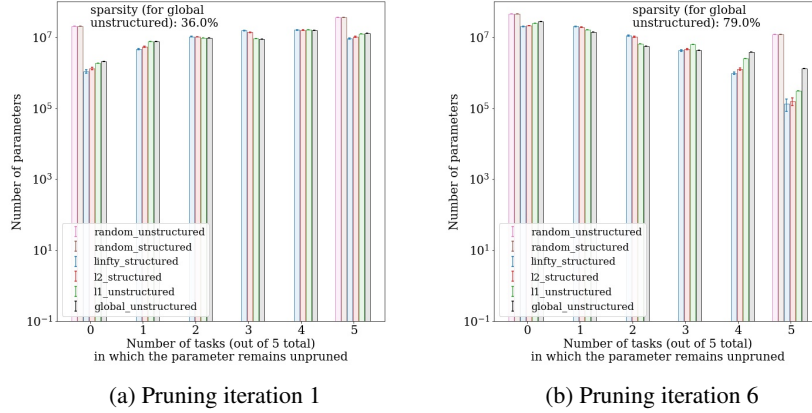 sparsity (for global
unstructured): 36.0%
10^7
10^5
10^3
10^1
10^-1
Number of parameters
random_unstructured
random_structured
linfty_structured
l2_structured
l1_unstructured
global_unstructured
0 1 2 3 4 5
Number of tasks (out of 5 total)
in which the parameter remains unpruned
(a) Pruning iteration 1
sparsity (for global
unstructured): 79.0%
10^7
10^5
10^3
10^1
10^-1
Number of parameters
random_unstructured
random_structured
linfty_structured
l2_structured
l1_unstructured
global_unstructured
0 1 2 3 4 5
Number of tasks (out of 5 total)
in which the parameter remains unpruned
(b) Pruning iteration 6